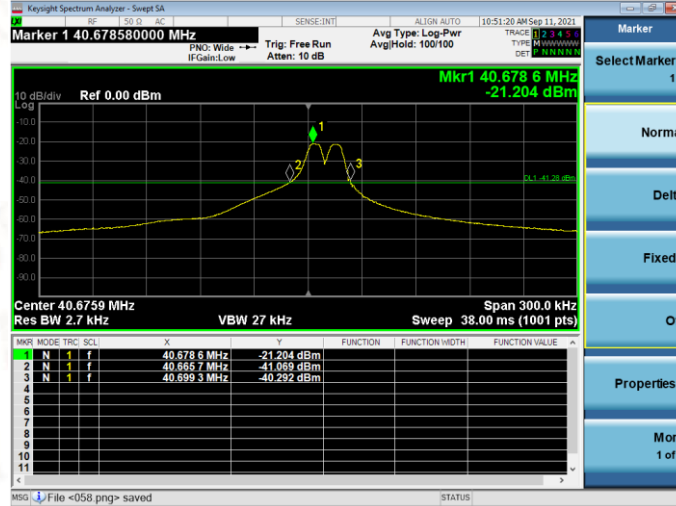 Keysight Spectrum Analyzer - Swept SA
RF 50 Ω AC SENSE:INT ALIGN AUTO 10:51:20 AM Sep 11, 2021
Marker 1 40.678580000 MHz
PNO: Wide Trig: Free Run Avg Type: Log-Pwr TRACE 1 2 3 4 5 6
IFGain:Low Atten: 10 dB Avg|Hold: 100/100 TYPE M WWWWW
DET P N N N N N
Mkr1 40.678 6 MHz
-21.204 dBm
10 dB/div Ref 0.00 dBm
Log
-10.0
-20.0
-30.0
-40.0
-50.0
-60.0
-70.0
-80.0
-90.0
1
2
3
DL1 -41.28 dBm
Center 40.6759 MHz Span 300.0 kHz
Res BW 2.7 kHz VBW 27 kHz Sweep 38.00 ms (1001 pts)
MKR MODE TRC SCL X Y FUNCTION FUNCTION WIDTH FUNCTION VALUE
1 N 1 f 40.678 6 MHz -21.204 dBm
2 N 1 f 40.665 7 MHz -41.069 dBm
3 N 1 f 40.699 3 MHz -40.292 dBm
4
5
6
7
8
9
10
11
MSG File <058.png> saved STATUS
Marker
Select Marker
1
Norma
Delt
Fixed
O
Properties
Mor
1 of